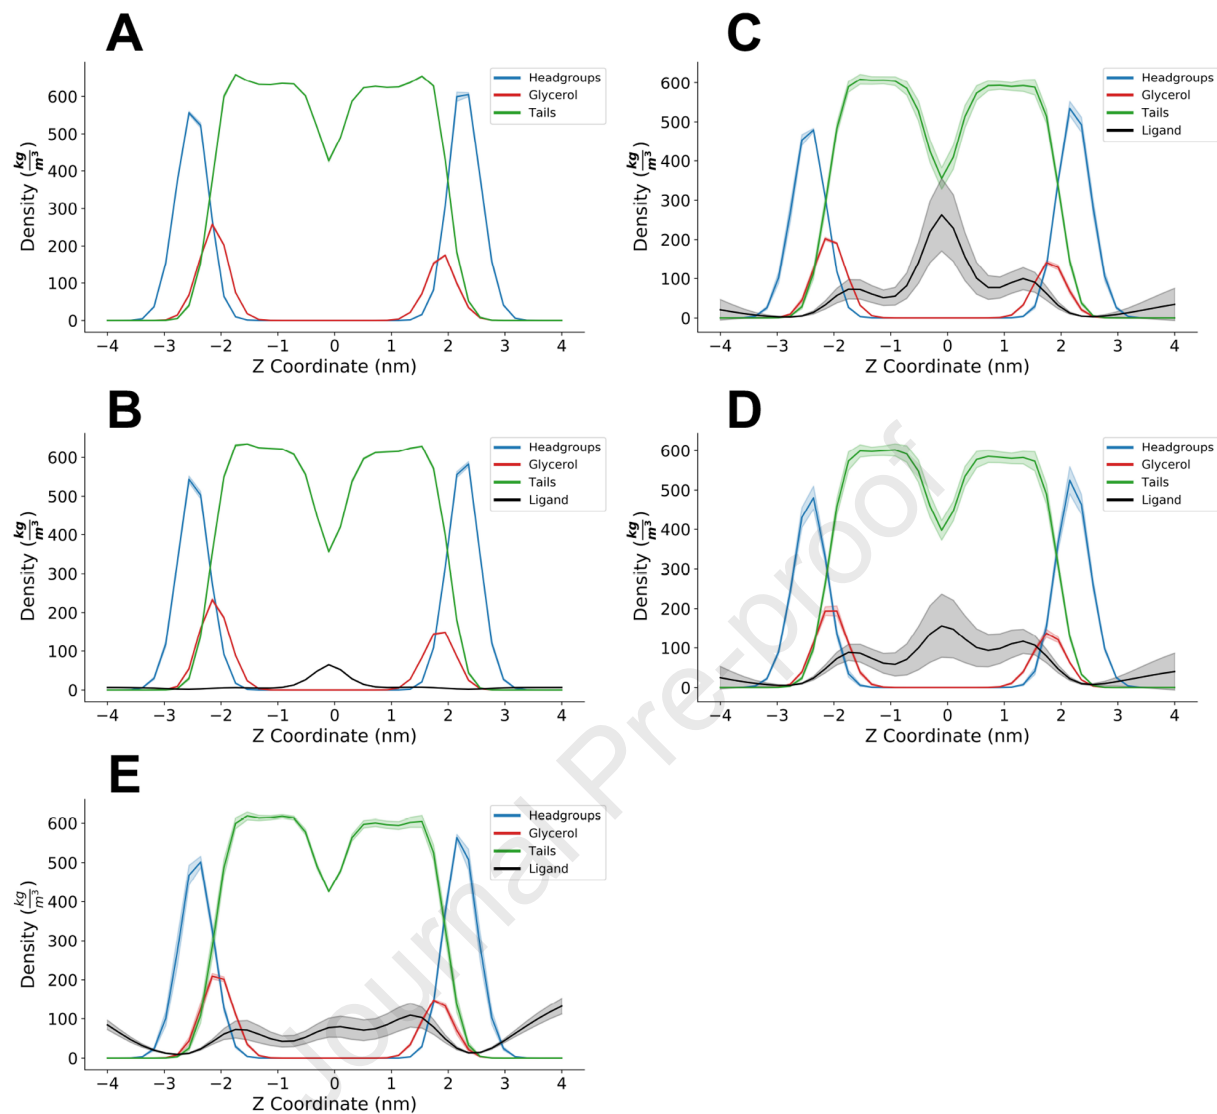 A
Density (kg/m³)
600
500
400
300
200
100
0
−4 −3 −2 −1 0 1 2 3 4
Z Coordinate (nm)
Headgroups
Glycerol
Tails
C
Density (kg/m³)
600
500
400
300
200
100
0
−4 −3 −2 −1 0 1 2 3 4
Z Coordinate (nm)
Headgroups
Glycerol
Tails
Ligand
B
Density (kg/m³)
600
500
400
300
200
100
0
−4 −3 −2 −1 0 1 2 3 4
Z Coordinate (nm)
Headgroups
Glycerol
Tails
Ligand
D
Density (kg/m³)
600
500
400
300
200
100
0
−4 −3 −2 −1 0 1 2 3 4
Z Coordinate (nm)
Headgroups
Glycerol
Tails
Ligand
E
Density (kg/m³)
600
500
400
300
200
100
0
−4 −3 −2 −1 0 1 2 3 4
Z Coordinate (nm)
Headgroups
Glycerol
Tails
Ligand
Journal Pre-proof